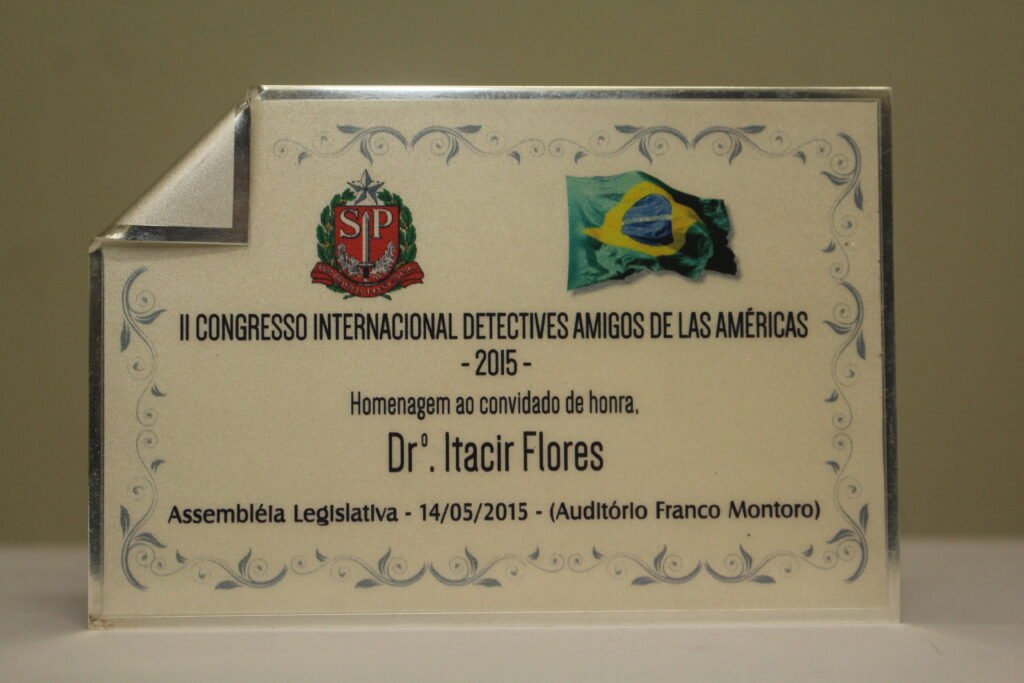 SP
II CONGRESSO INTERNACIONAL DETECTIVES AMIGOS DE LAS AMÉRICAS
- 2015 -
Homenagem ao convidado de honra,
Drº. Itacir Flores
Assembléia Legislativa - 14/05/2015 - (Auditório Franco Montoro)